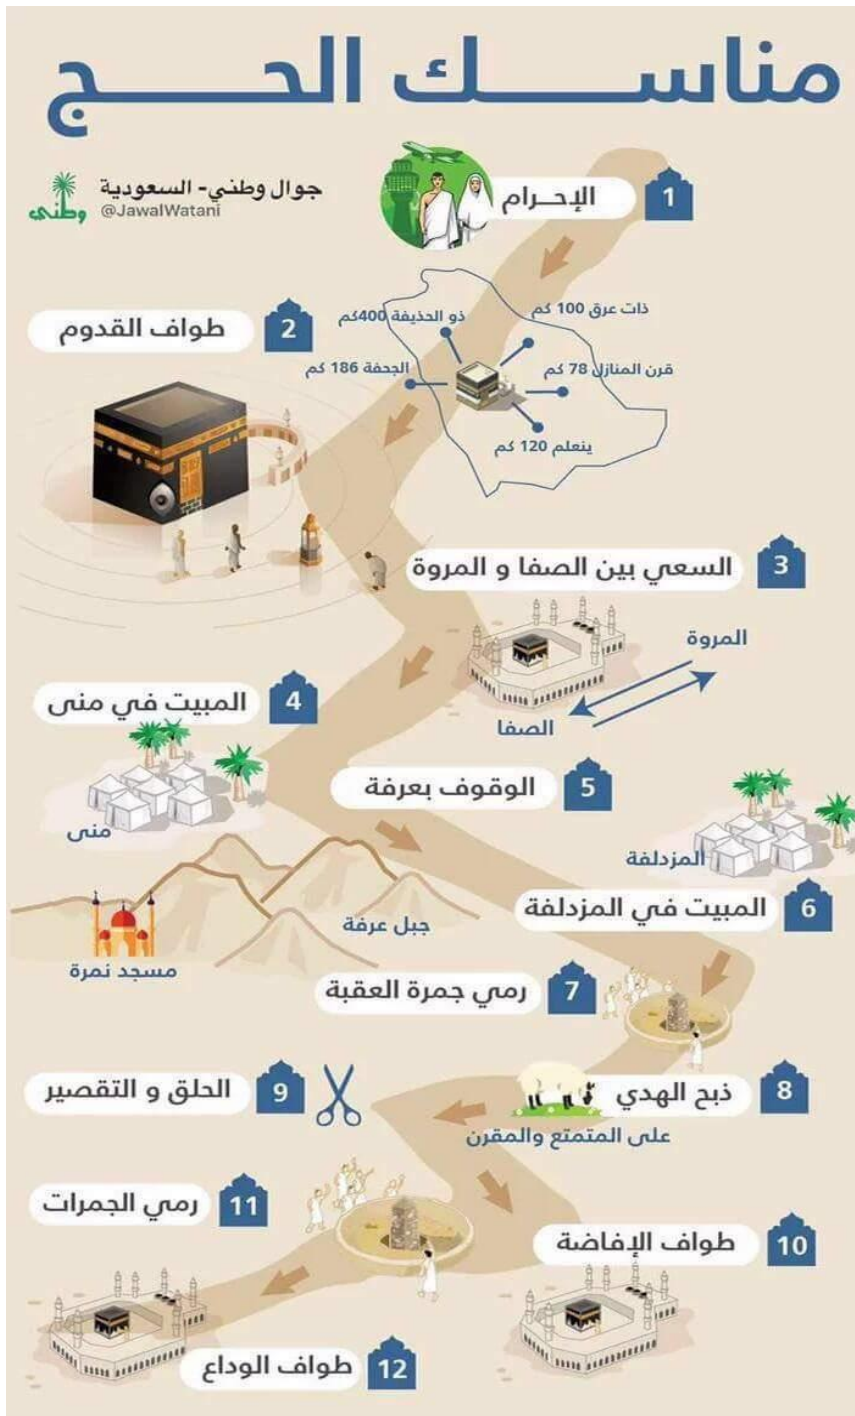 مناسك الحج
جوال وطني- السعودية
@JawalWatani
وطني
1
الإحرام
ذات عرق 100 كم
ذو الحذيفة 400كم
قرن المنازل 78 كم
الجحفة 186 كم
ينعلم 120 كم
2
طواف القدوم
3
السعي بين الصفا و المروة
المروة
الصفا
4
المبيت في منى
منى
5
الوقوف بعرفة
جبل عرفة
مسجد نمرة
المزدلفة
6
المبيت في المزدلفة
7
رمي جمرة العقبة
8
ذبح الهدي
على المتمتع والمقرن
9
الحلق و التقصير
10
طواف الإفاضة
11
رمي الجمرات
12
طواف الوداع